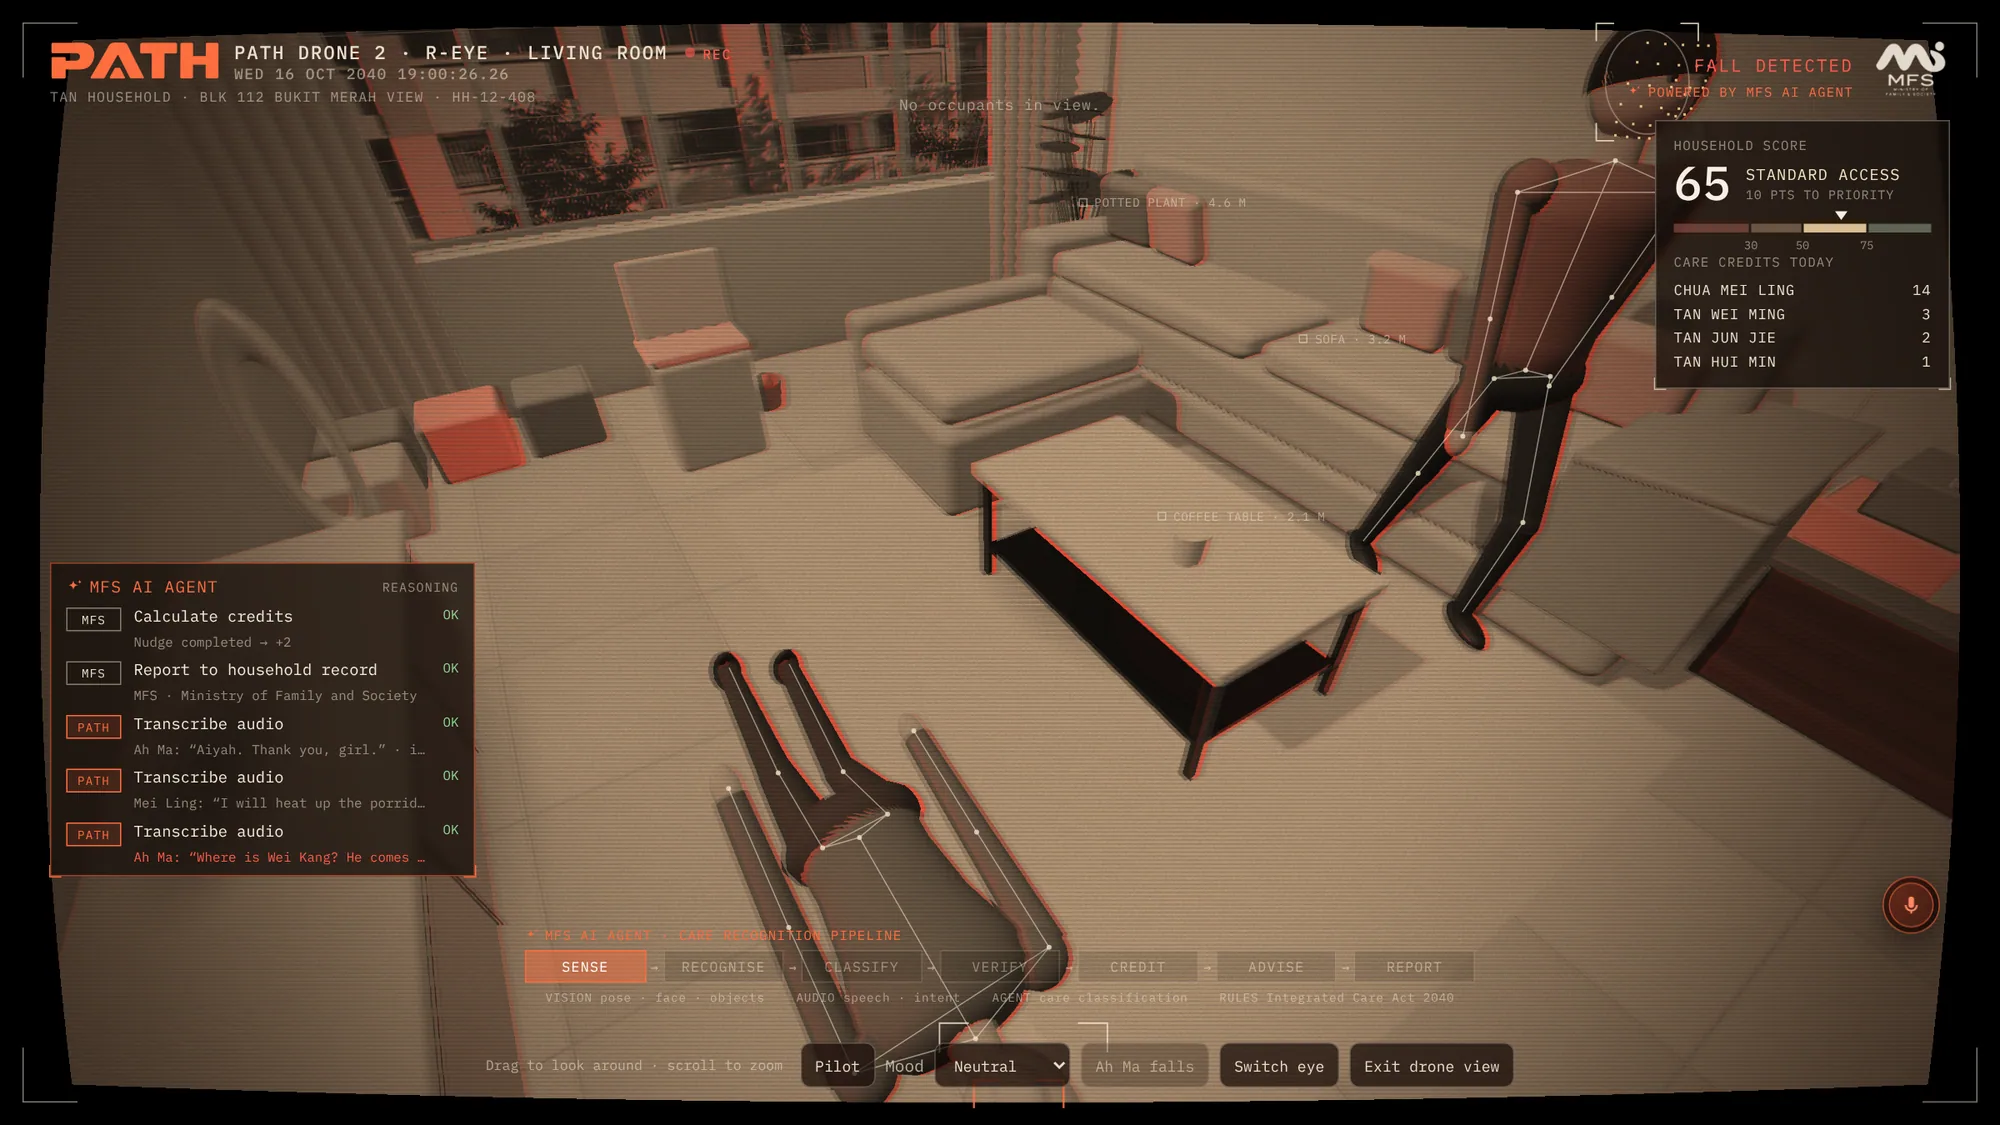 PATH
PATH DRONE 2 · R-EYE · LIVING ROOM
REC
WED 16 OCT 2040 19:00:26.26
TAN HOUSEHOLD · BLK 112 BUKIT MERAH VIEW · HH-12-408
No occupants in view.
FALL DETECTED
POWERED BY MFS AI AGENT
MFS
HOUSEHOLD SCORE
65
STANDARD ACCESS
10 PTS TO PRIORITY
30 50 75
CARE CREDITS TODAY
CHUA MEI LING 14
TAN WEI MING 3
TAN JUN JIE 2
TAN HUI MIN 1
POTTED PLANT · 4.6 M
SOFA · 3.2 M
COFFEE TABLE · 2.1 M
MFS AI AGENT REASONING
MFS Calculate credits OK
Nudge completed → +2
MFS Report to household record OK
MFS · Ministry of Family and Society
PATH Transcribe audio OK
Ah Ma: “Aiyah. Thank you, girl.” · i…
PATH Transcribe audio OK
Mei Ling: “I will heat up the porrid…
PATH Transcribe audio OK
Ah Ma: “Where is Wei Kang? He comes …
MFS AI AGENT · CARE RECOGNITION PIPELINE
SENSE → RECOGNISE → CLASSIFY → VERIFY → CREDIT → ADVISE → REPORT
VISION pose · face · objects AUDIO speech · intent AGENT care classification RULES Integrated Care Act 2040
Drag to look around · scroll to zoom Pilot Mood Neutral Ah Ma falls Switch eye Exit drone view